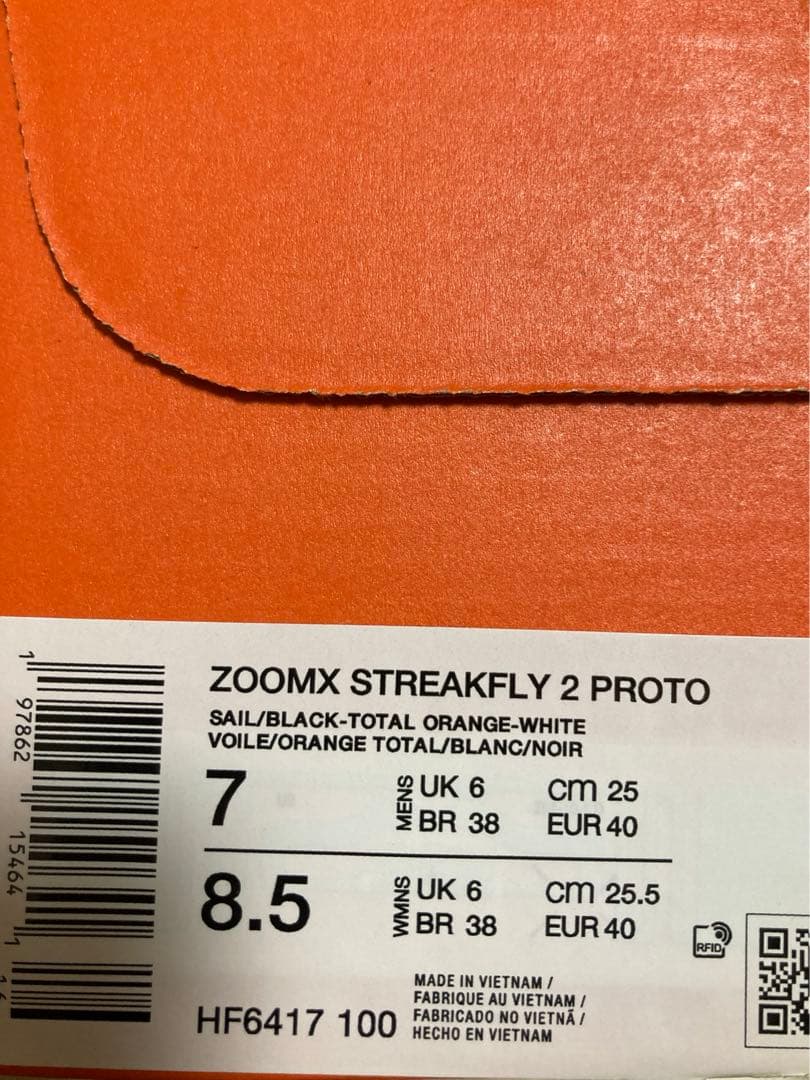 ZOOMX STREAKFLY 2 PROTO
SAIL/BLACK-TOTAL ORANGE-WHITE
VOILE/ORANGE TOTAL/BLANC/NOIR
7
MENS
UK 6
cm 25
BR 38
EUR 40
8.5
WMNS
UK 6
cm 25.5
BR 38
EUR 40
RFID
HF6417 100
MADE IN VIETNAM /
FABRIQUE AU VIETNAM /
FABRICADO NO VIETNÃ /
HECHO EN VIETNAM
1 97862 15464 1